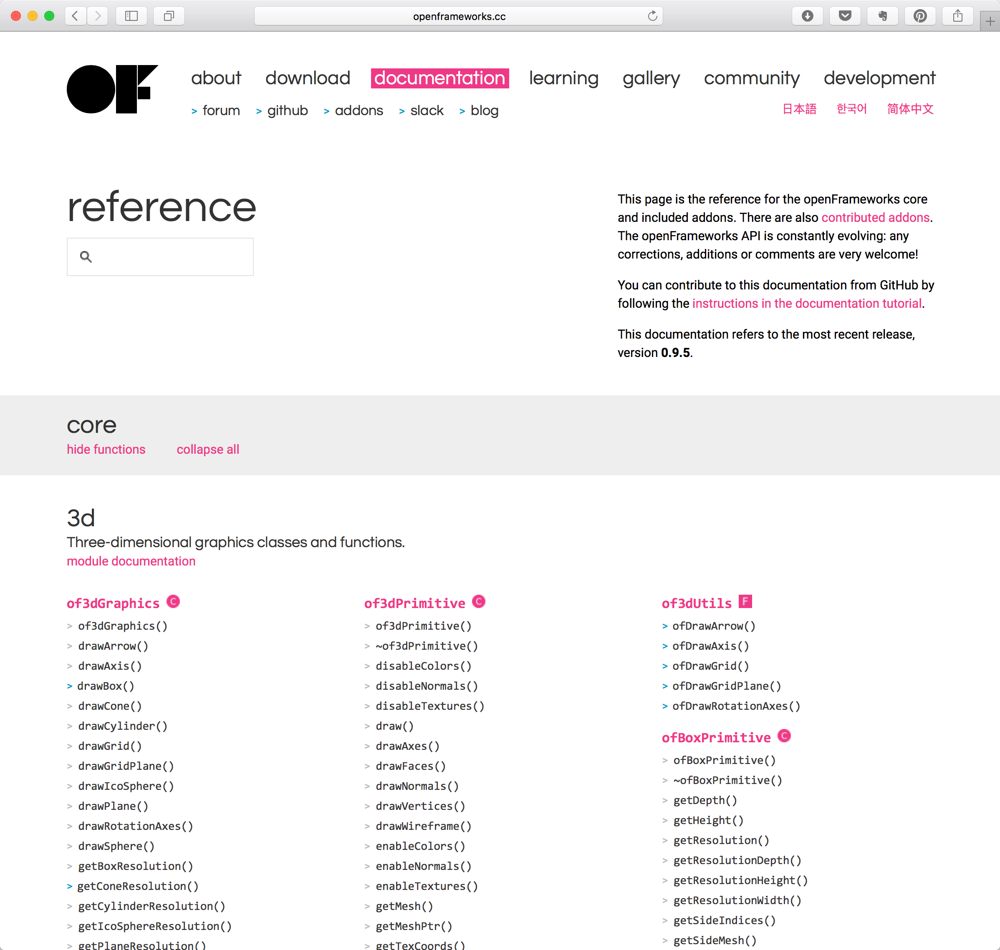 openframeworks.cc
OF
about download documentation learning gallery community development
> forum > github > addons > slack > blog
日本語 한국어 简体中文
reference
This page is the reference for the openFrameworks core
and included addons. There are also contributed addons.
The openFrameworks API is constantly evolving: any
corrections, additions or comments are very welcome!
You can contribute to this documentation from GitHub by
following the instructions in the documentation tutorial.
This documentation refers to the most recent release,
version 0.9.5.
core
hide functions collapse all
3d
Three-dimensional graphics classes and functions.
module documentation
of3dGraphics C
> of3dGraphics()
> drawArrow()
> drawAxis()
> drawBox()
> drawCone()
> drawCylinder()
> drawGrid()
> drawGridPlane()
> drawIcoSphere()
> drawPlane()
> drawRotationAxes()
> drawSphere()
> getBoxResolution()
> getConeResolution()
> getCylinderResolution()
> getIcoSphereResolution()
> getPlaneResolution()
of3dPrimitive C
> of3dPrimitive()
> ~of3dPrimitive()
> disableColors()
> disableNormals()
> disableTextures()
> draw()
> drawAxes()
> drawFaces()
> drawNormals()
> drawVertices()
> drawWireframe()
> enableColors()
> enableNormals()
> enableTextures()
> getMesh()
> getMeshPtr()
> getTexCoords()
of3dUtils F
> ofDrawArrow()
> ofDrawAxis()
> ofDrawGrid()
> ofDrawGridPlane()
> ofDrawRotationAxes()
ofBoxPrimitive C
> ofBoxPrimitive()
> ~ofBoxPrimitive()
> getDepth()
> getHeight()
> getResolution()
> getResolutionDepth()
> getResolutionHeight()
> getResolutionWidth()
> getSideIndices()
> getSideMesh()